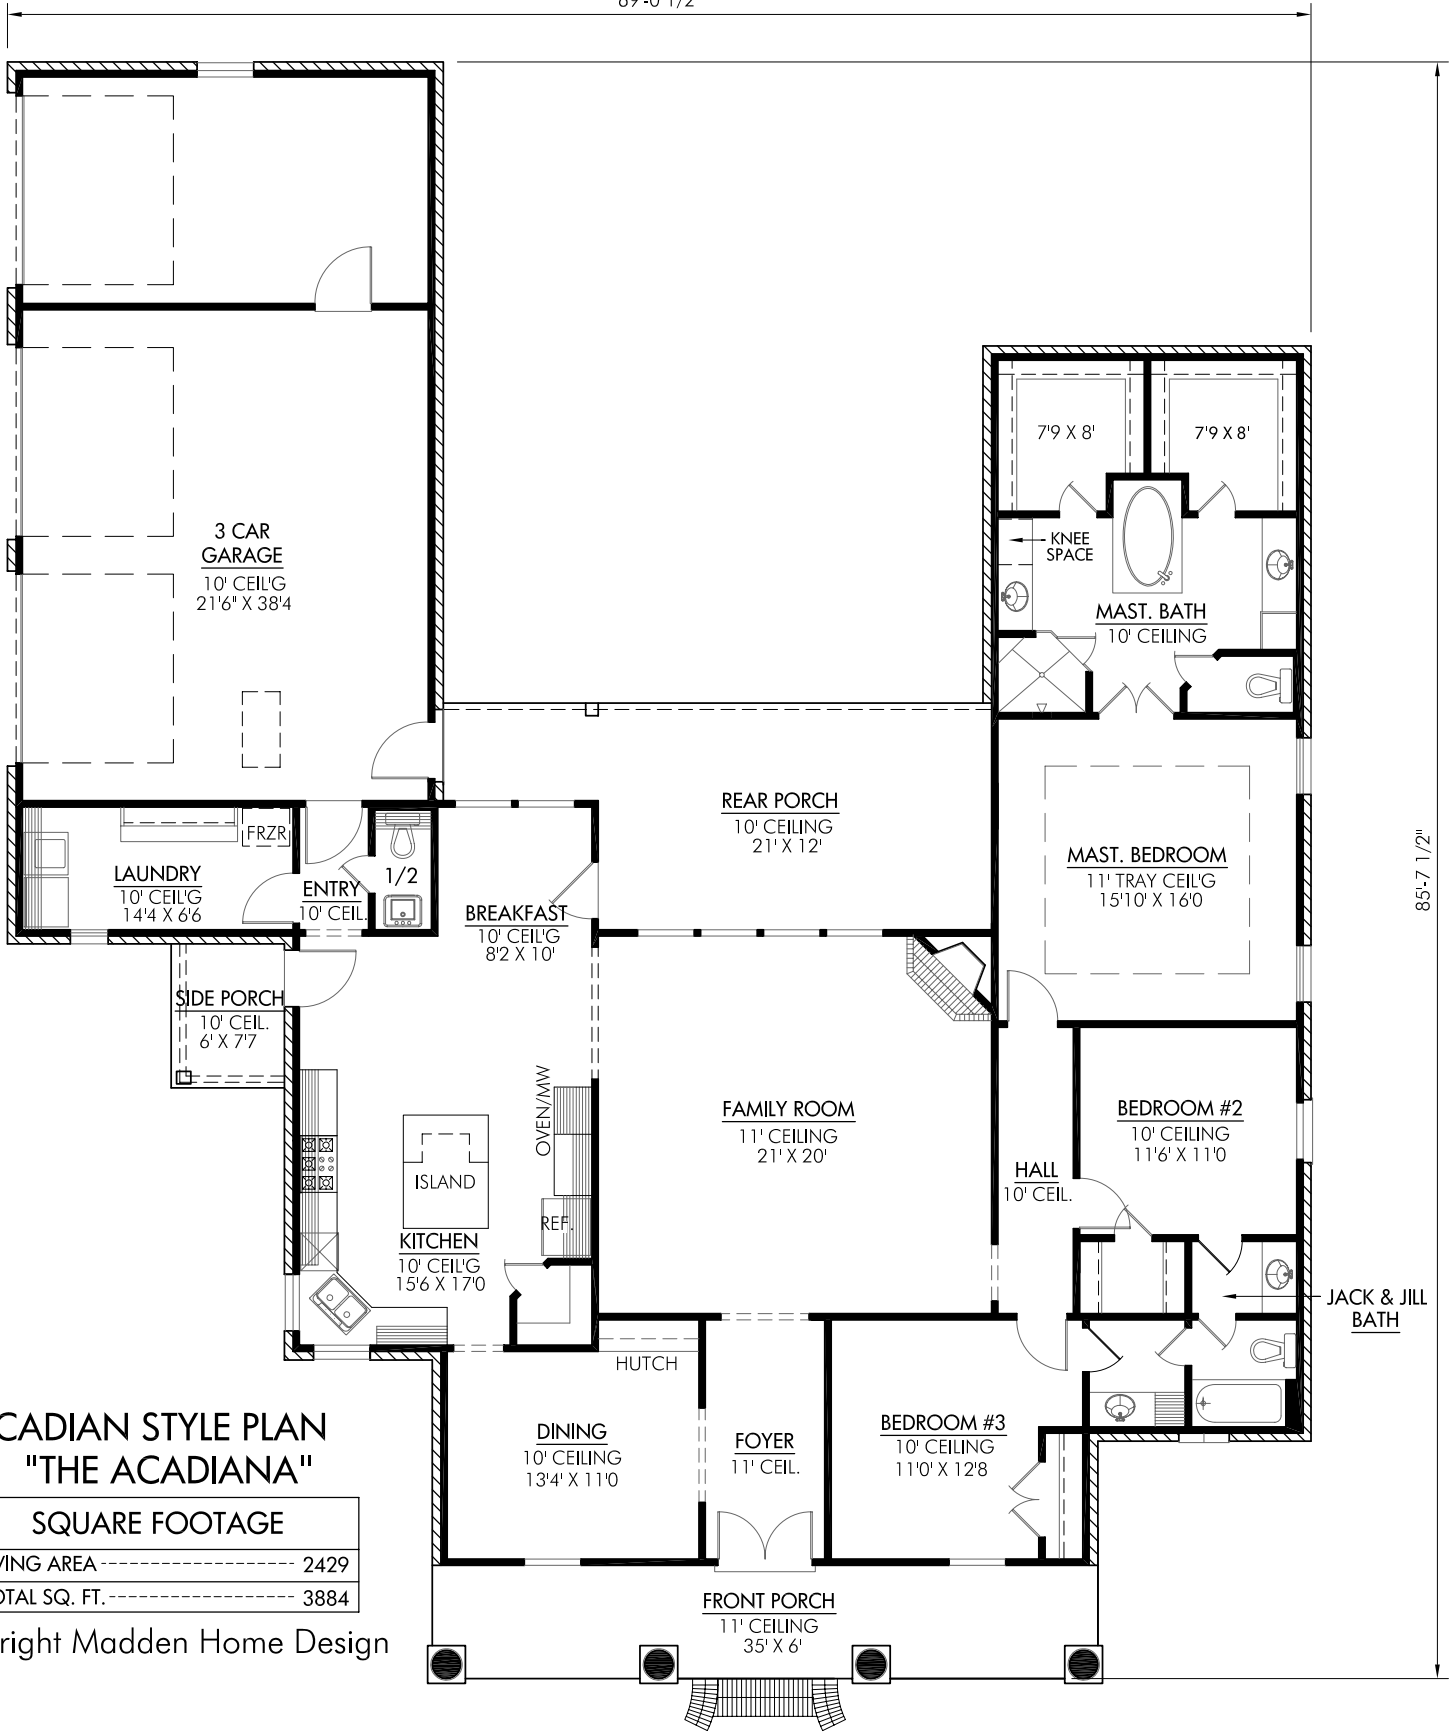 7'9 X 8'
7'9 X 8'
KNEE
SPACE
3 CAR
GARAGE
10' CEIL'G
21'6" X 38'4
MAST. BATH
10' CEILING
REAR PORCH
10' CEILING
21' X 12'
MAST. BEDROOM
11' TRAY CEIL'G
15'10' X 16'0
85'-7 1/2"
FRZR
LAUNDRY
10' CEIL'G
14'4 X 6'6
ENTRY
10' CEIL.
1/2
BREAKFAST
10' CEIL'G
8'2 X 10'
SIDE PORCH
10' CEIL.
6' X 7'7
OVEN/MW
FAMILY ROOM
11' CEILING
21' X 20'
BEDROOM #2
10' CEILING
11'6' X 11'0
HALL
10' CEIL.
ISLAND
REF.
KITCHEN
10' CEIL'G
15'6 X 17'0
JACK & JILL
BATH
HUTCH
DINING
10' CEILING
13'4' X 11'0
FOYER
11' CEIL.
BEDROOM #3
10' CEILING
11'0' X 12'8
CADIAN STYLE PLAN
"THE ACADIANA"
SQUARE FOOTAGE
VING AREA ---------------------- 2429
OTAL SQ. FT. --------------------- 3884
right Madden Home Design
FRONT PORCH
11' CEILING
35' X 6'